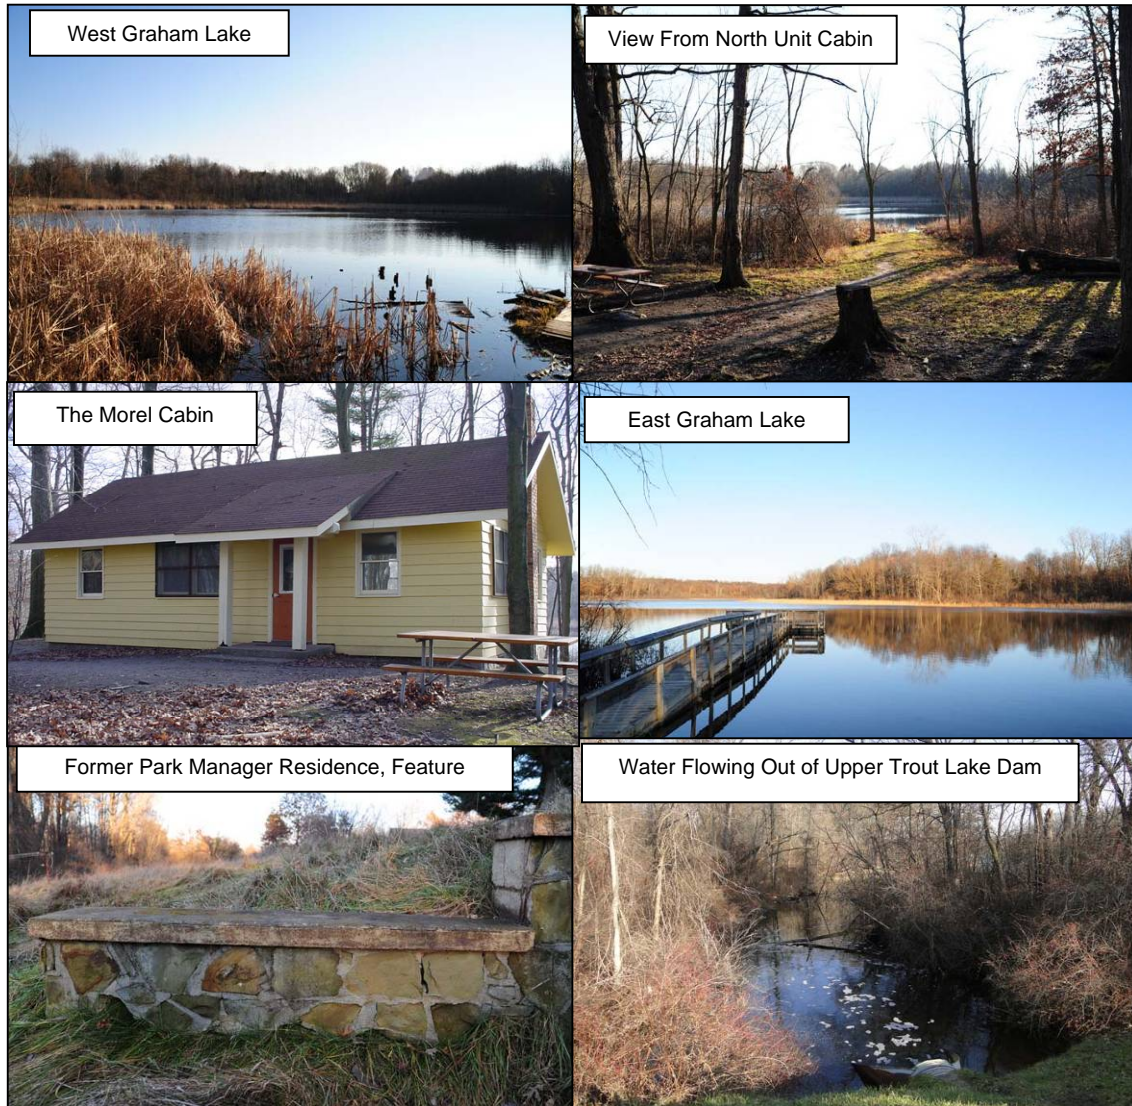 West Graham Lake
View From North Unit Cabin
The Morel Cabin
East Graham Lake
Former Park Manager Residence, Feature
Water Flowing Out of Upper Trout Lake Dam